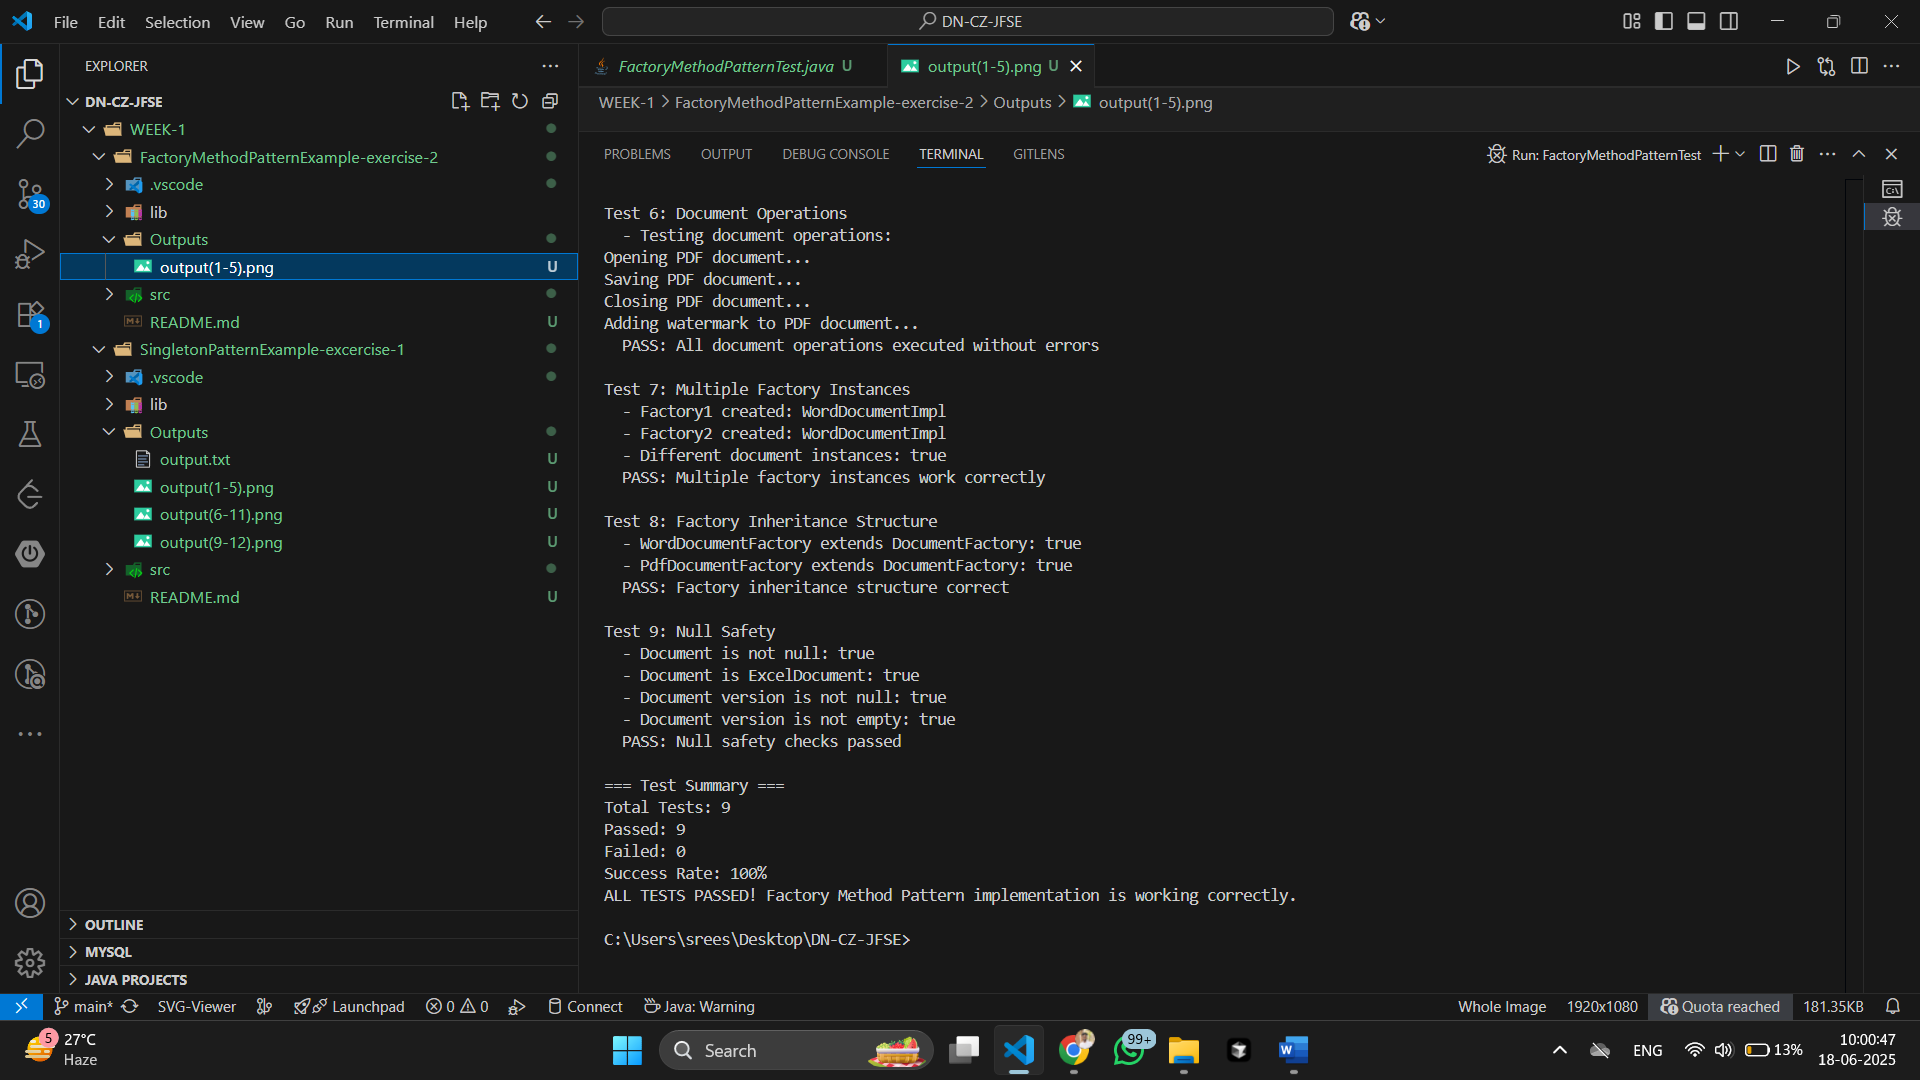 File Edit Selection View Go Run Terminal Help
DN-CZ-JFSE
EXPLORER
DN-CZ-JFSE
WEEK-1
FactoryMethodPatternExample-exercise-2
.vscode
lib
Outputs
output(1-5).png U
src
README.md U
SingletonPatternExample-excercise-1
.vscode
lib
Outputs
output.txt U
output(1-5).png U
output(6-11).png U
output(9-12).png U
src
README.md U
OUTLINE
MYSQL
JAVA PROJECTS
30
1
FactoryMethodPatternTest.java U
output(1-5).png U
WEEK-1 > FactoryMethodPatternExample-exercise-2 > Outputs > output(1-5).png
PROBLEMS OUTPUT DEBUG CONSOLE TERMINAL GITLENS
Run: FactoryMethodPatternTest
Test 6: Document Operations
- Testing document operations:
Opening PDF document...
Saving PDF document...
Closing PDF document...
Adding watermark to PDF document...
PASS: All document operations executed without errors
Test 7: Multiple Factory Instances
- Factory1 created: WordDocumentImpl
- Factory2 created: WordDocumentImpl
- Different document instances: true
PASS: Multiple factory instances work correctly
Test 8: Factory Inheritance Structure
- WordDocumentFactory extends DocumentFactory: true
- PdfDocumentFactory extends DocumentFactory: true
PASS: Factory inheritance structure correct
Test 9: Null Safety
- Document is not null: true
- Document is ExcelDocument: true
- Document version is not null: true
- Document version is not empty: true
PASS: Null safety checks passed
=== Test Summary ===
Total Tests: 9
Passed: 9
Failed: 0
Success Rate: 100%
ALL TESTS PASSED! Factory Method Pattern implementation is working correctly.
C:\Users\srees\Desktop\DN-CZ-JFSE>
main* SVG-Viewer Launchpad 0 0 Connect Java: Warning
Whole Image 1920x1080 Quota reached 181.35KB
5
27°C
Haze
Search
99+
ENG
13%
10:00:47
18-06-2025